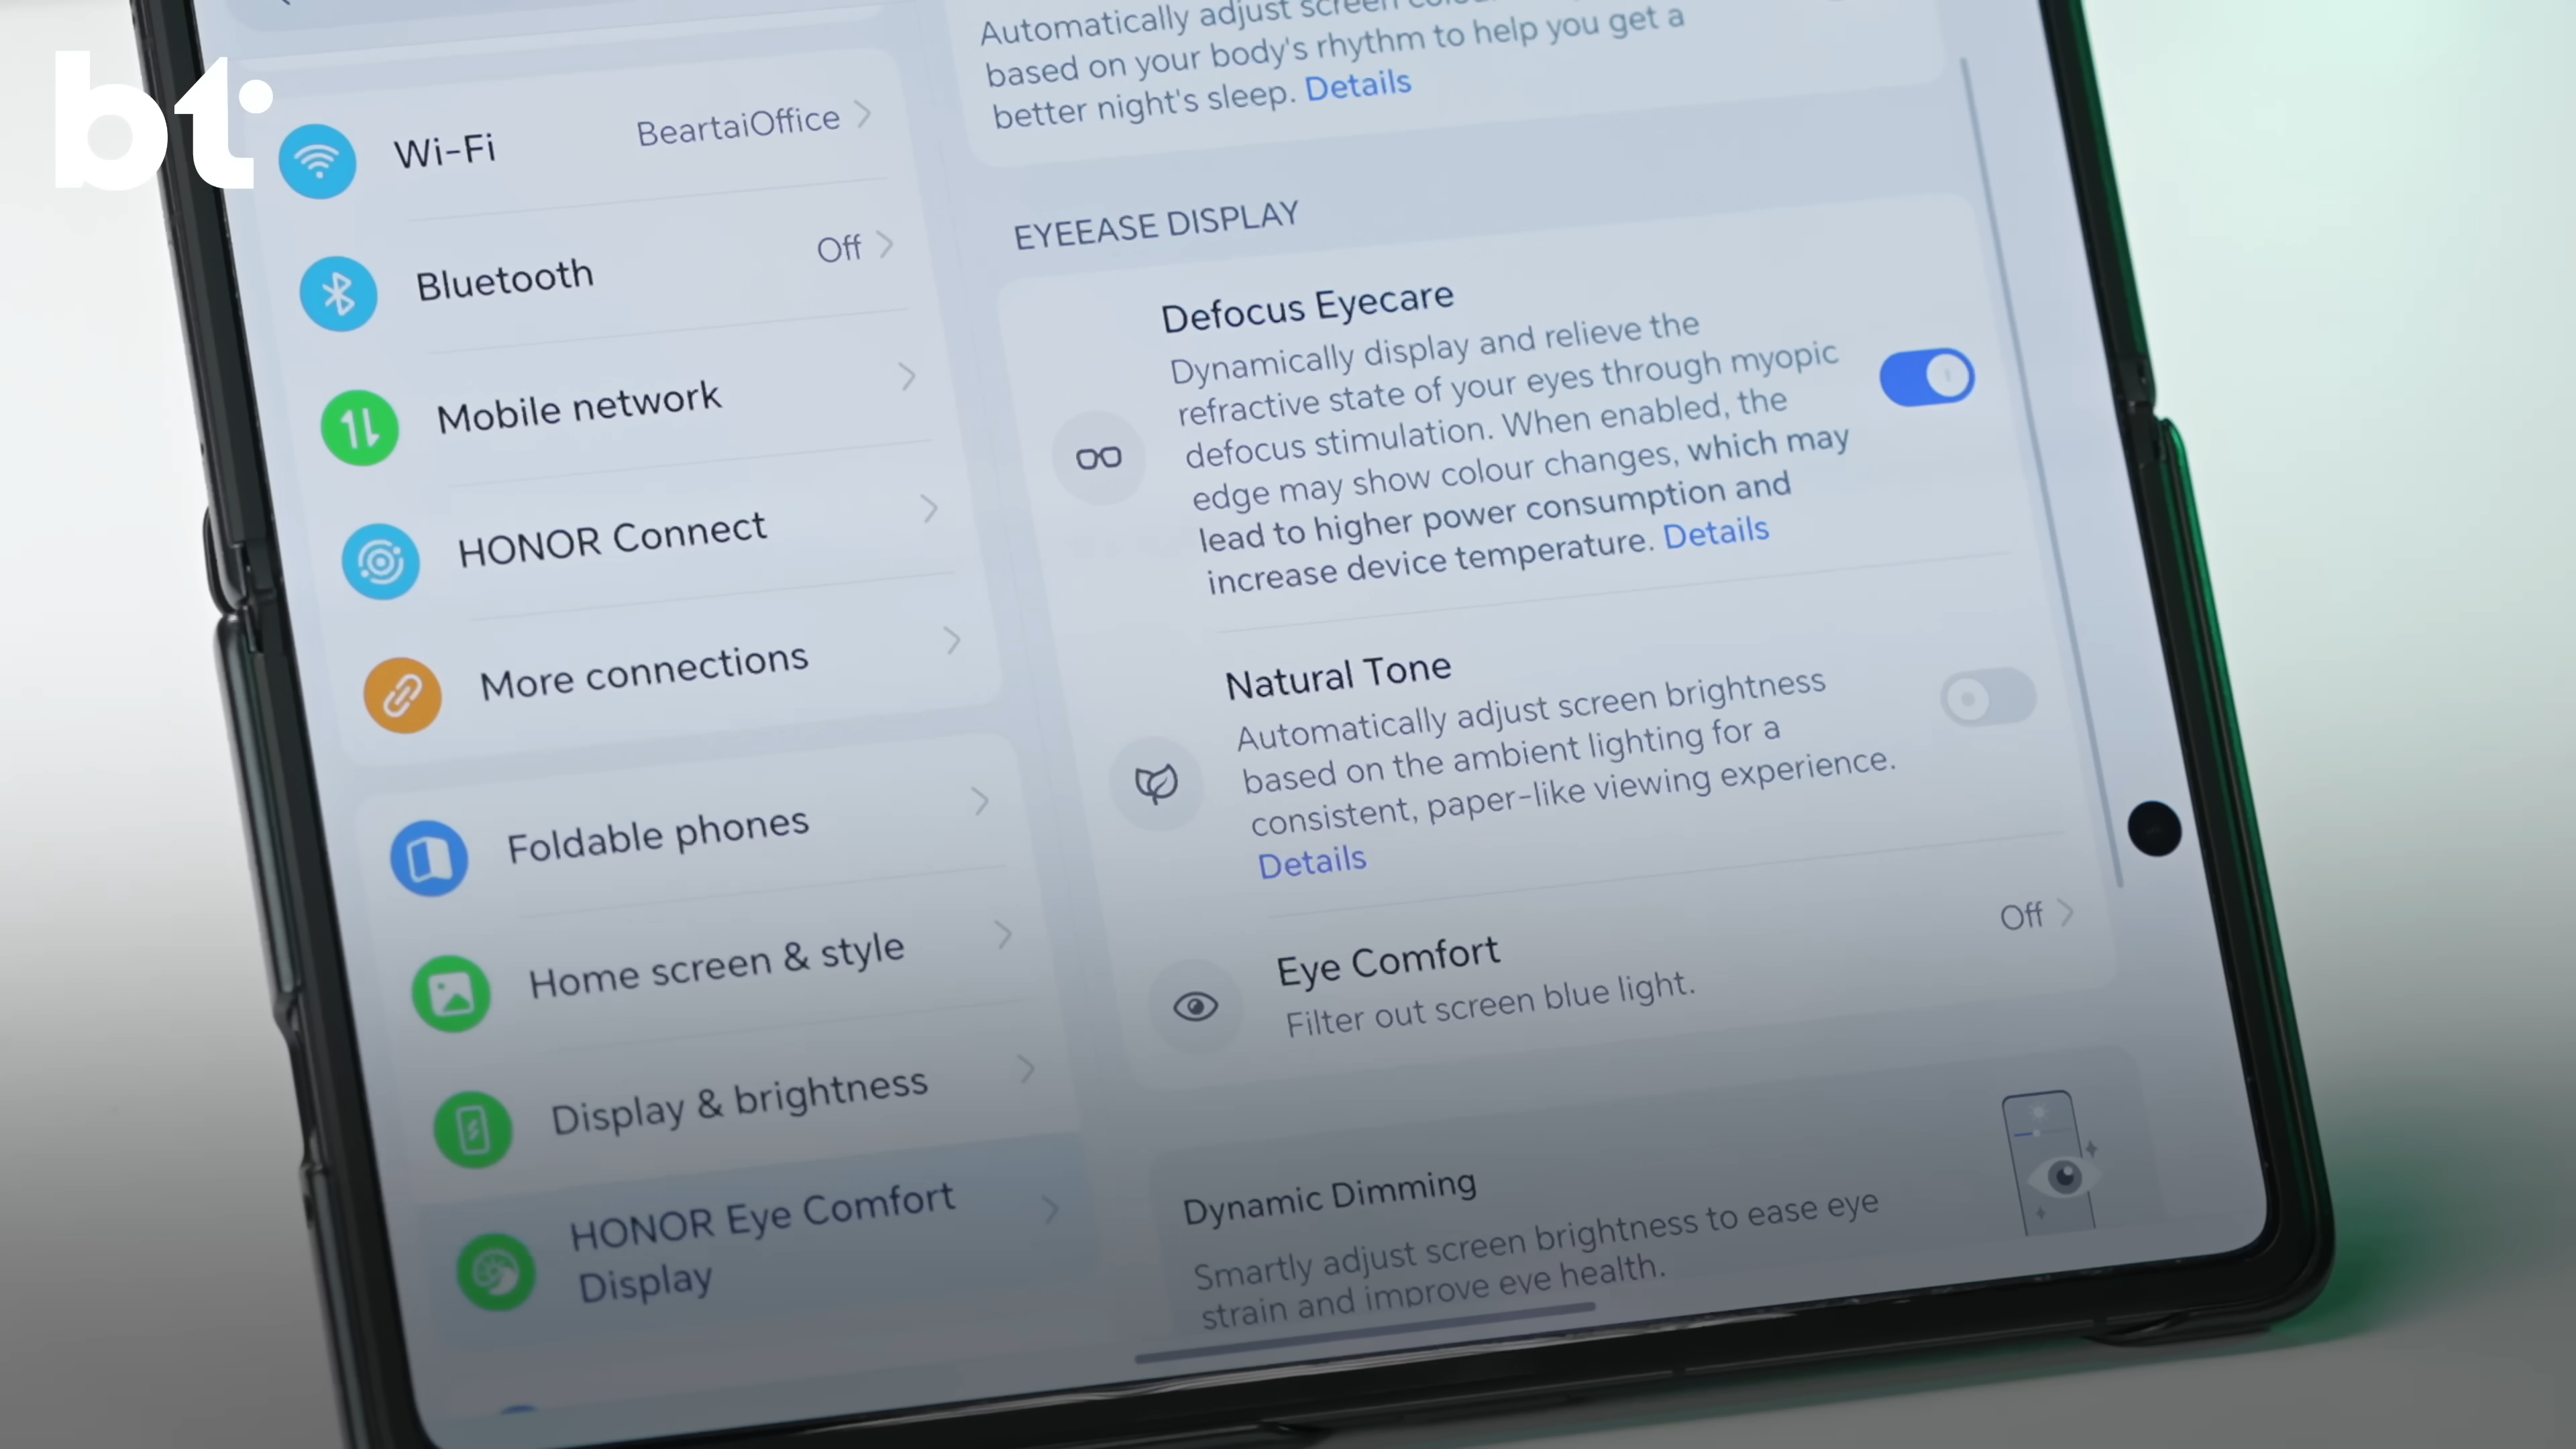 bt
Wi-Fi
BeartaiOffice
Bluetooth
Off
Mobile network
HONOR Connect
More connections
Foldable phones
Home screen & style
Display & brightness
HONOR Eye Comfort
Display
Automatically adjust screen
based on your body's rhythm to help you get a
better night's sleep. Details
EYEEASE DISPLAY
Defocus Eyecare
Dynamically display and relieve the
refractive state of your eyes through myopic
defocus stimulation. When enabled, the
edge may show colour changes, which may
lead to higher power consumption and
increase device temperature. Details
Natural Tone
Automatically adjust screen brightness
based on the ambient lighting for a
consistent, paper-like viewing experience.
Details
Eye Comfort
Off
Filter out screen blue light.
Dynamic Dimming
Smartly adjust screen brightness to ease eye
strain and improve eye health.